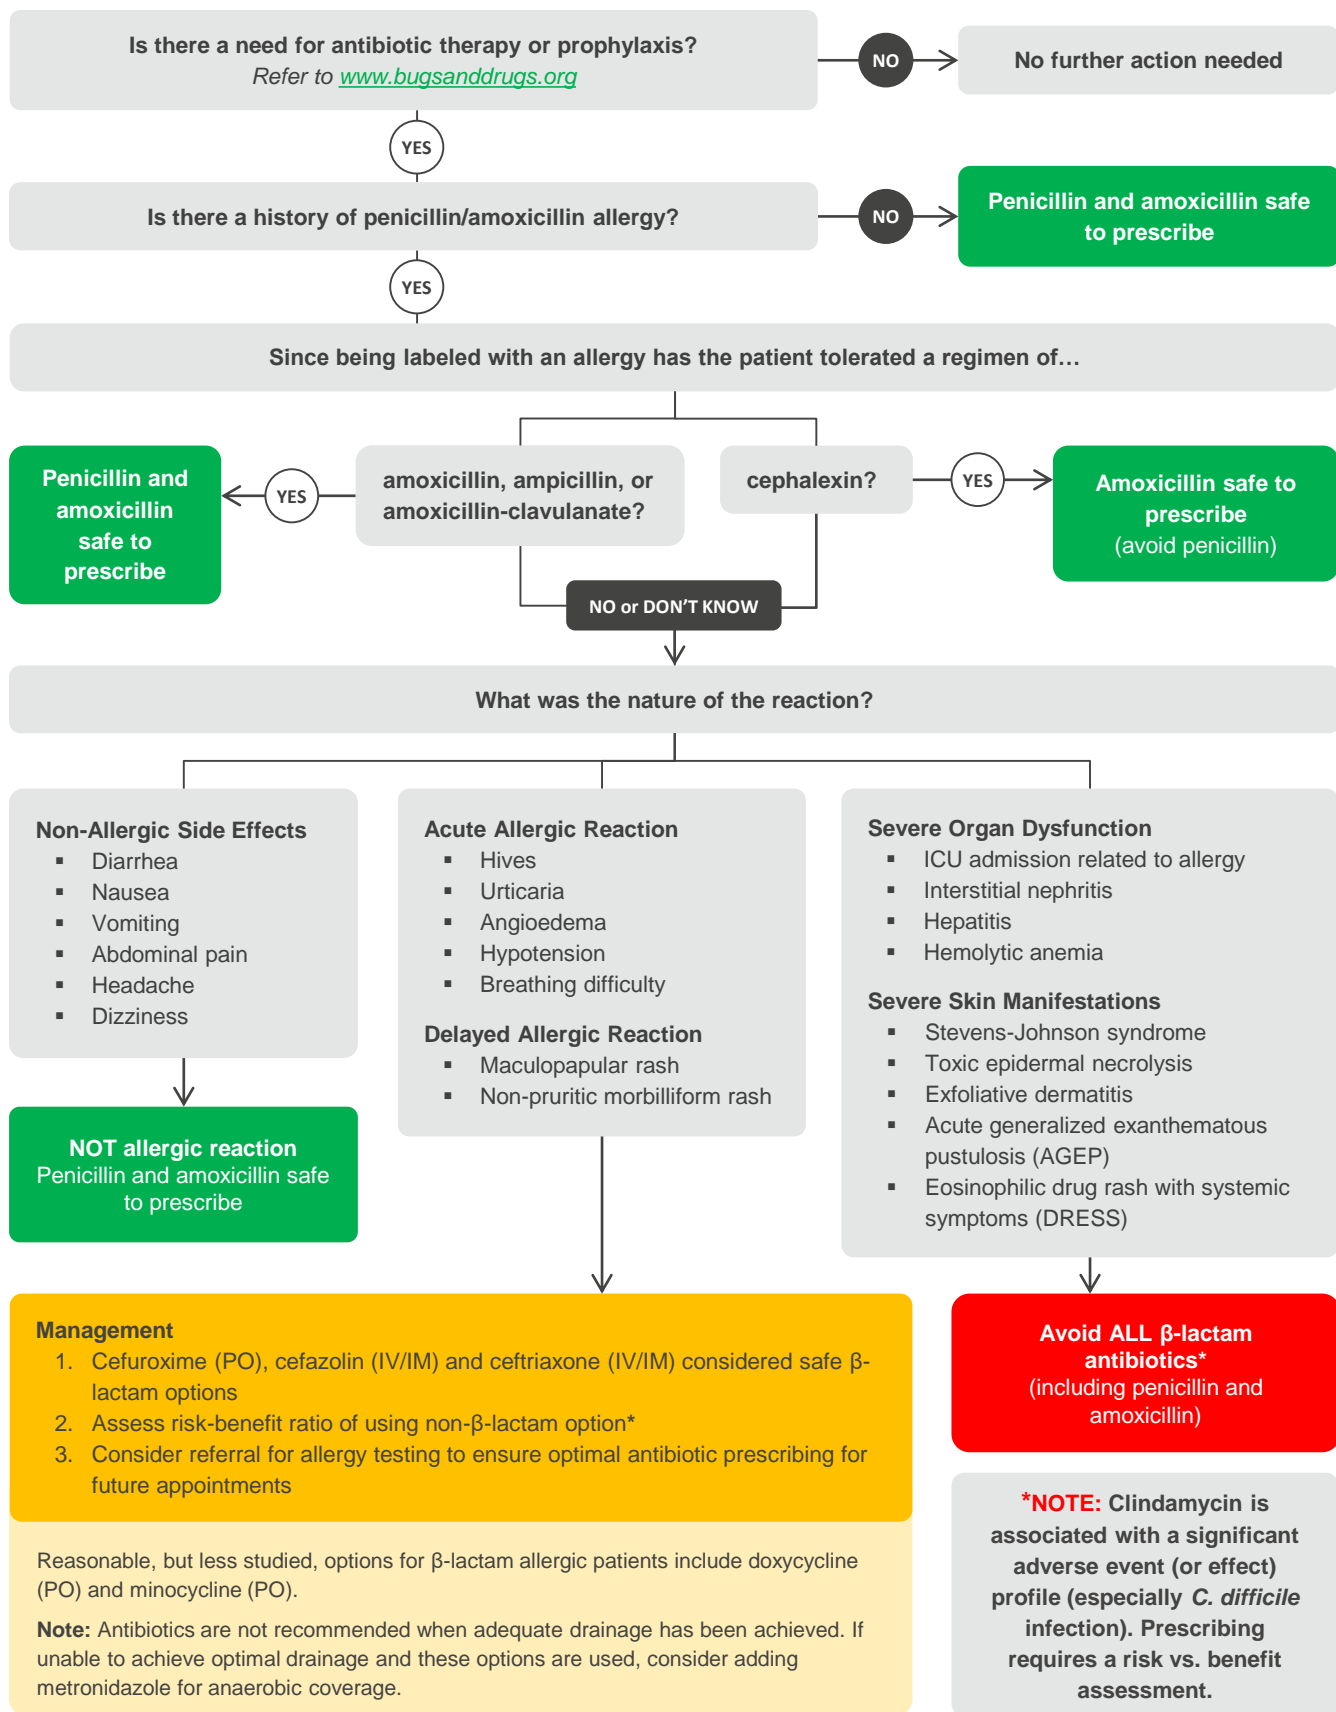 Is there a need for antibiotic therapy or prophylaxis?
Refer to www.bugsanddrugs.org
NO
No further action needed
YES
Is there a history of penicillin/amoxicillin allergy?
NO
Penicillin and amoxicillin safe
to prescribe
YES
Since being labeled with an allergy has the patient tolerated a regimen of…
Penicillin and
amoxicillin
safe to
prescribe
YES
amoxicillin, ampicillin, or
amoxicillin-clavulanate?
cephalexin?
YES
Amoxicillin safe to
prescribe
(avoid penicillin)
NO or DON'T KNOW
What was the nature of the reaction?
Non-Allergic Side Effects
▪ Diarrhea
▪ Nausea
▪ Vomiting
▪ Abdominal pain
▪ Headache
▪ Dizziness
NOT allergic reaction
Penicillin and amoxicillin safe
to prescribe
Acute Allergic Reaction
▪ Hives
▪ Urticaria
▪ Angioedema
▪ Hypotension
▪ Breathing difficulty
Delayed Allergic Reaction
▪ Maculopapular rash
▪ Non-pruritic morbilliform rash
Severe Organ Dysfunction
▪ ICU admission related to allergy
▪ Interstitial nephritis
▪ Hepatitis
▪ Hemolytic anemia
Severe Skin Manifestations
▪ Stevens-Johnson syndrome
▪ Toxic epidermal necrolysis
▪ Exfoliative dermatitis
▪ Acute generalized exanthematous
pustulosis (AGEP)
▪ Eosinophilic drug rash with systemic
symptoms (DRESS)
Management
1. Cefuroxime (PO), cefazolin (IV/IM) and ceftriaxone (IV/IM) considered safe β-
lactam options
2. Assess risk-benefit ratio of using non-β-lactam option*
3. Consider referral for allergy testing to ensure optimal antibiotic prescribing for
future appointments
Reasonable, but less studied, options for β-lactam allergic patients include doxycycline
(PO) and minocycline (PO).
Note: Antibiotics are not recommended when adequate drainage has been achieved. If
unable to achieve optimal drainage and these options are used, consider adding
metronidazole for anaerobic coverage.
Avoid ALL β-lactam
antibiotics*
(including penicillin and
amoxicillin)
*NOTE: Clindamycin is
associated with a significant
adverse event (or effect)
profile (especially C. difficile
infection). Prescribing
requires a risk vs. benefit
assessment.